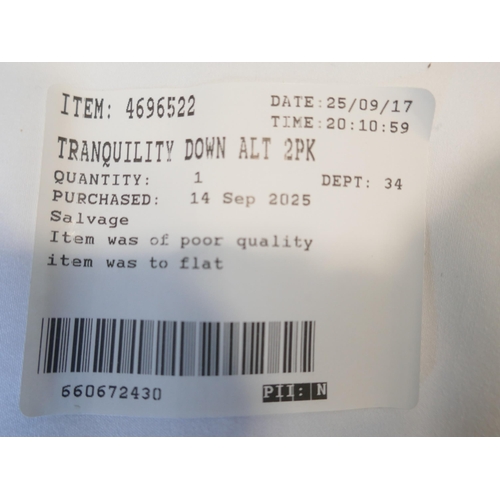 ITEM: 4696522
DATE:25/09/17
TIME:20:10:59
TRANQUILITY DOWN ALT 2PK
QUANTITY: 1 DEPT: 34
PURCHASED: 14 Sep 2025
Salvage
Item was of poor quality
item was to flat
660672430
PII: N